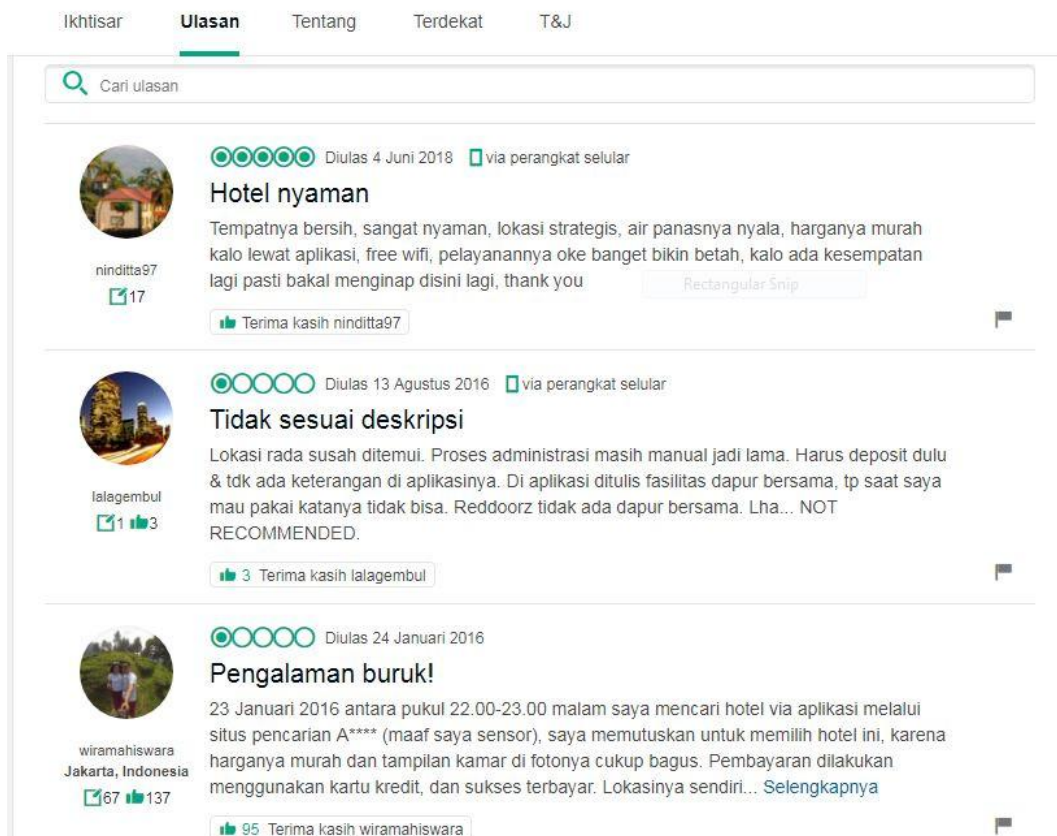 Ikhtisar Ulasan Tentang Terdekat T&J
Cari ulasan
Diulas 4 Juni 2018 via perangkat selular
Hotel nyaman
Tempatnya bersih, sangat nyaman, lokasi strategis, air panasnya nyala, harganya murah
kalo lewat aplikasi, free wifi, pelayanannya oke banget bikin betah, kalo ada kesempatan
lagi pasti bakal menginap disini lagi, thank you
Rectangular Snip
ninditta97
17
Terima kasih ninditta97
Diulas 13 Agustus 2016 via perangkat selular
Tidak sesuai deskripsi
Lokasi rada susah ditemui. Proses administrasi masih manual jadi lama. Harus deposit dulu
& tdk ada keterangan di aplikasinya. Di aplikasi ditulis fasilitas dapur bersama, tp saat saya
mau pakai katanya tidak bisa. Reddoorz tidak ada dapur bersama. Lha... NOT
RECOMMENDED.
lalagembul
1 3
3 Terima kasih lalagembul
Diulas 24 Januari 2016
Pengalaman buruk!
23 Januari 2016 antara pukul 22.00-23.00 malam saya mencari hotel via aplikasi melalui
situs pencarian A**** (maaf saya sensor), saya memutuskan untuk memilih hotel ini, karena
harganya murah dan tampilan kamar di fotonya cukup bagus. Pembayaran dilakukan
menggunakan kartu kredit, dan sukses terbayar. Lokasinya sendiri... Selengkapnya
wiramahiswara
Jakarta, Indonesia
67 137
95 Terima kasih wiramahiswara